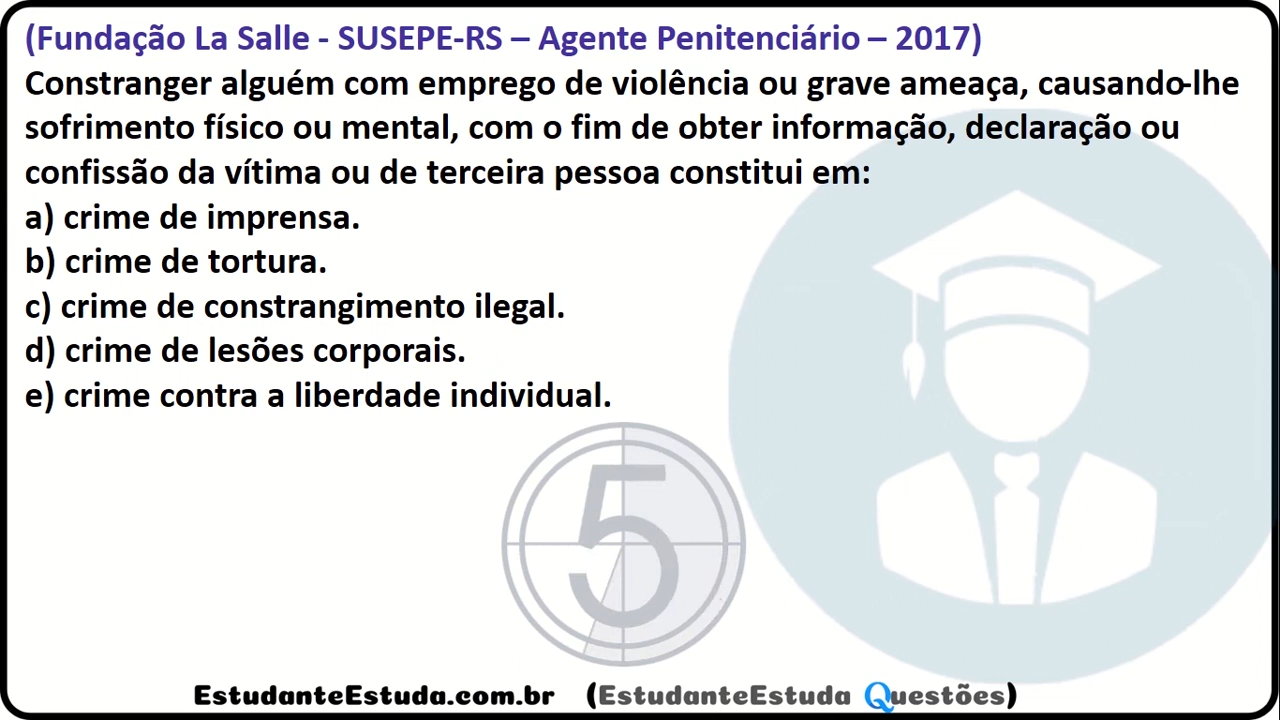 (Fundação La Salle - SUSEPE-RS – Agente Penitenciário – 2017)
Constranger alguém com emprego de violência ou grave ameaça, causando-lhe
sofrimento físico ou mental, com o fim de obter informação, declaração ou
confissão da vítima ou de terceira pessoa constitui em:
a) crime de imprensa.
b) crime de tortura.
c) crime de constrangimento ilegal.
d) crime de lesões corporais.
e) crime contra a liberdade individual.
5
EstudanteEstuda.com.br (EstudanteEstuda Questões)